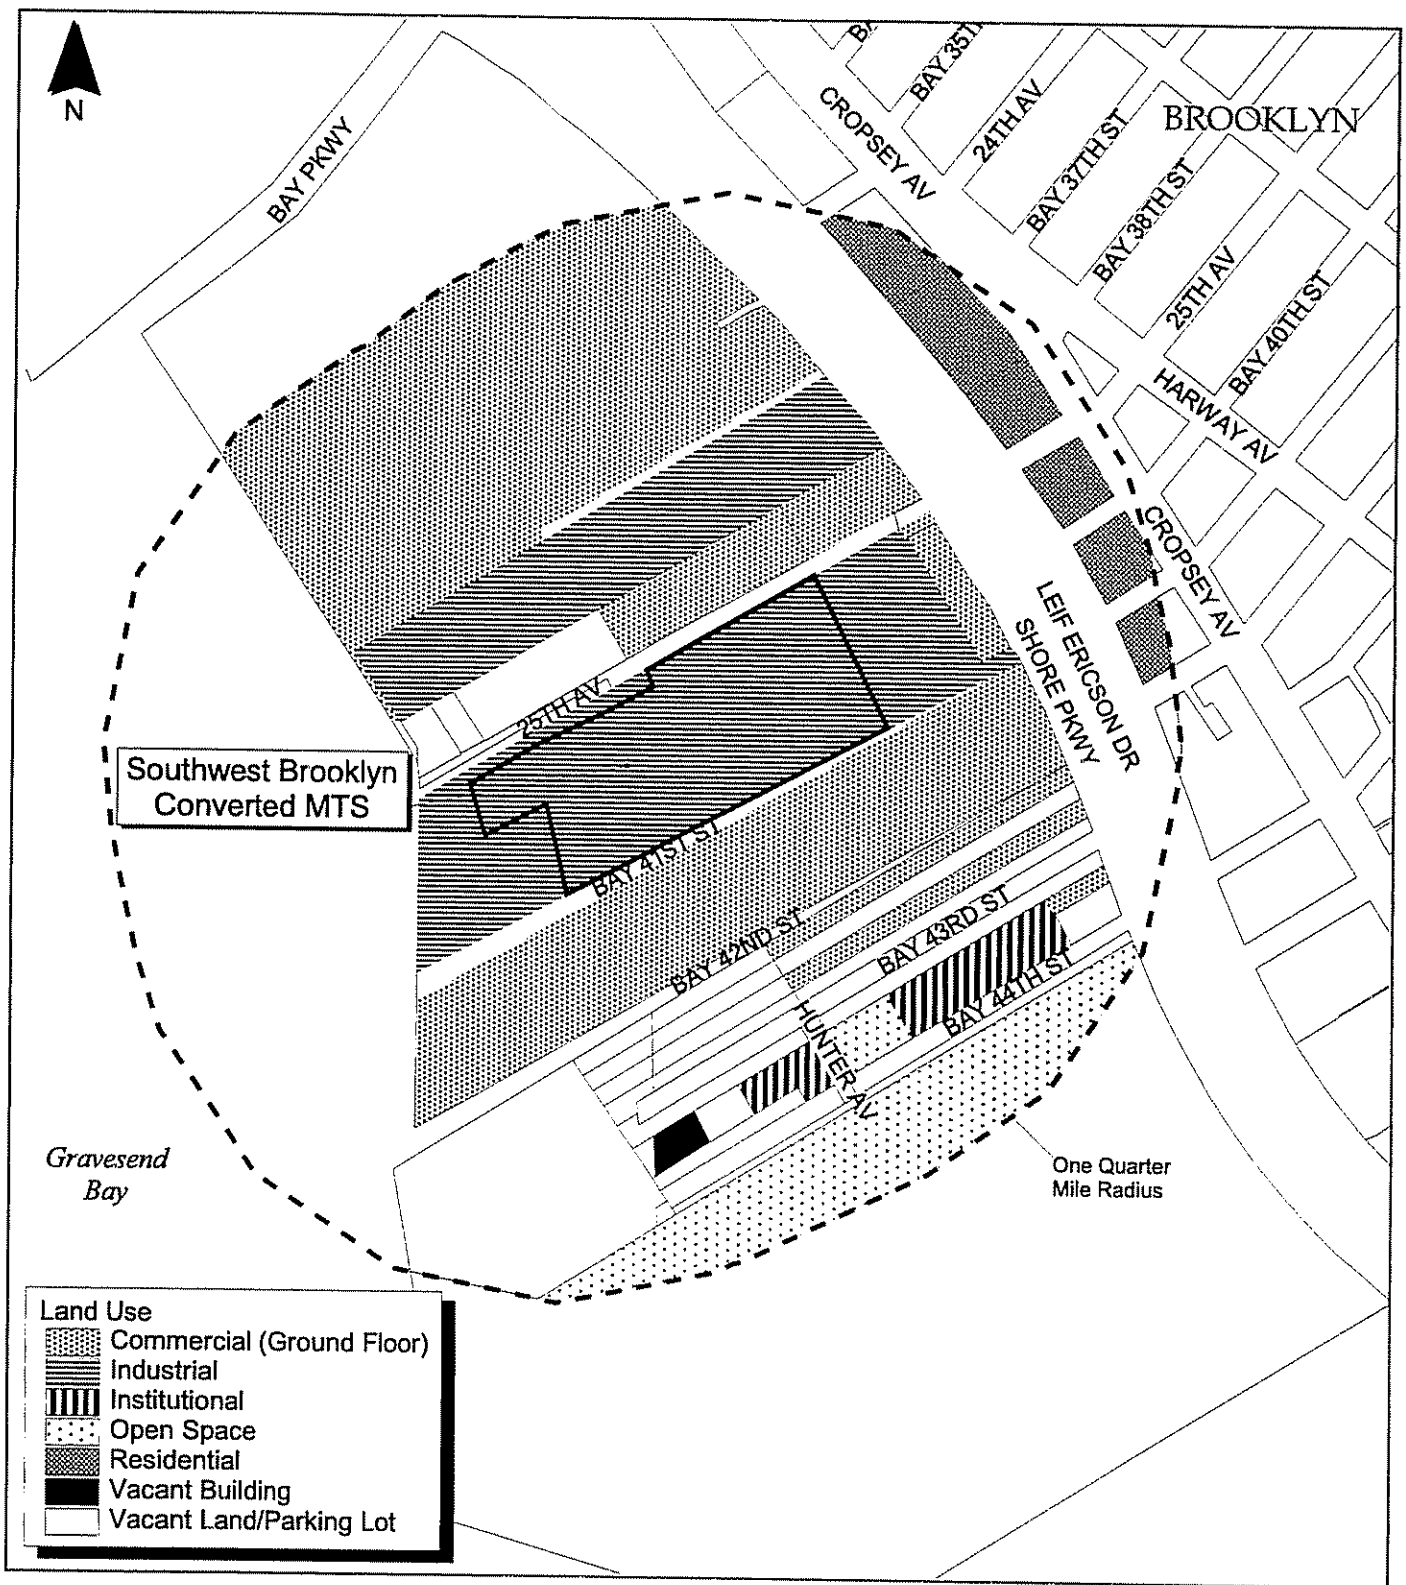 N
BAY PKWY
BA
BAY 35TH
CROPSEY AV
24TH AV
BAY 37TH ST
BROOKLYN
BAY 38TH ST
25TH AV
BAY 40TH ST
HARWAY AV
CROPSEY AV
LEIF ERICSON DR
SHORE PKWY
25TH AV
Southwest Brooklyn
Converted MTS
BAY 41ST ST
BAY 42ND ST
BAY 43RD ST
BAY 44TH ST
HUNTER AV
Gravesend
Bay
One Quarter
Mile Radius
Land Use
Commercial (Ground Floor)
Industrial
Institutional
Open Space
Residential
Vacant Building
Vacant Land/Parking Lot